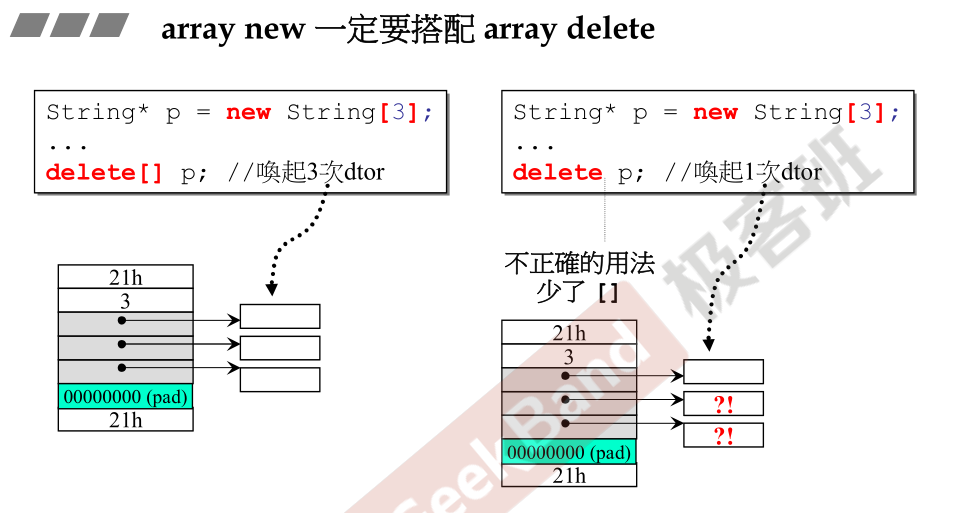 array new 一定要搭配 array delete
String* p = new String[3];
...
delete[] p; //喚起3次dtor
21h
3
00000000 (pad)
21h
String* p = new String[3];
...
delete p; //喚起1次dtor
不正確的用法
少了 []
21h
3
?!
?!
00000000 (pad)
21h
SeekBand 极客班